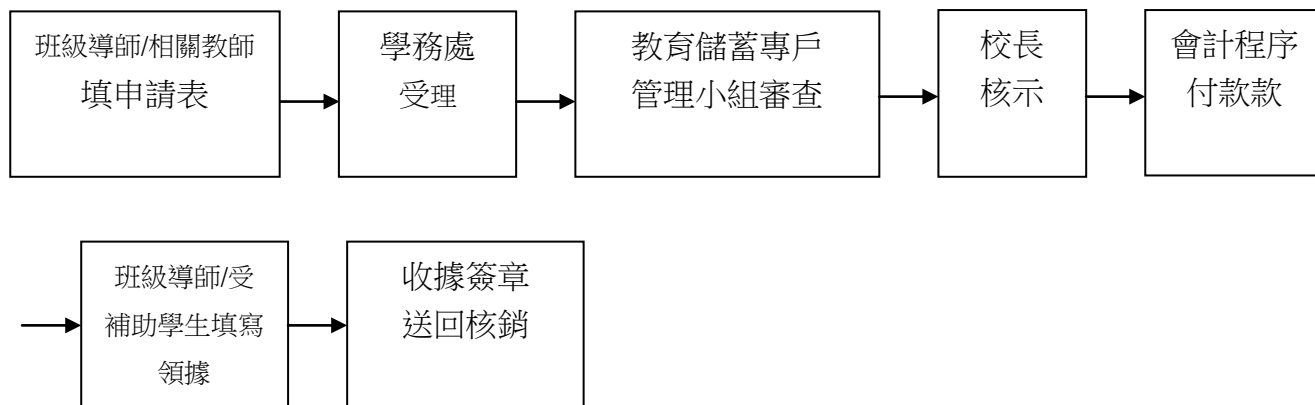 班級導師/相關教師
填申請表
學務處
受理
教育儲蓄專戶
管理小組審查
校長
核示
會計程序
付款款
班級導師/受
補助學生填寫
領據
收據簽章
送回核銷